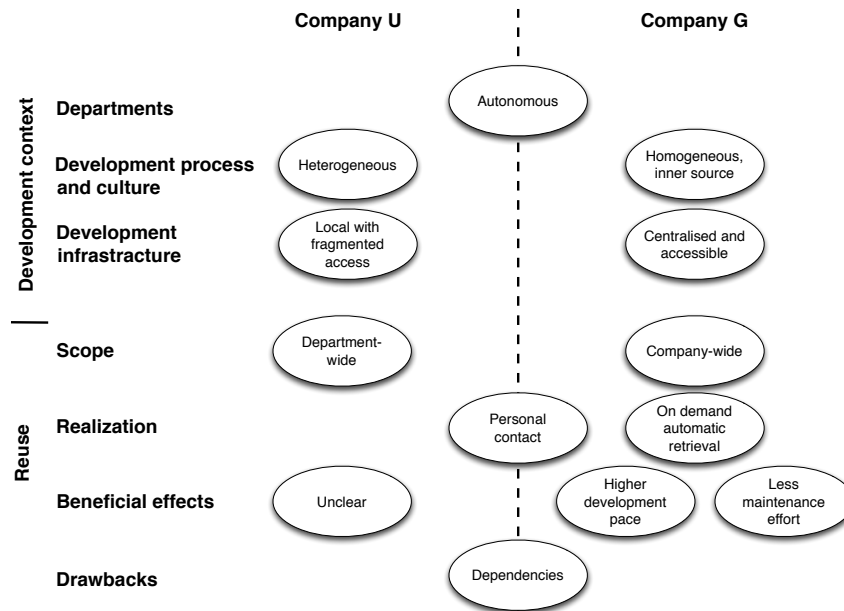 Company U
Company G
Development context
Departments
Autonomous
Development process
and culture
Heterogeneous
Homogeneous,
inner source
Development
infrastracture
Local with
fragmented
access
Centralised and
accessible
Reuse
Scope
Department-
wide
Company-wide
Realization
Personal
contact
On demand
automatic
retrieval
Beneficial effects
Unclear
Higher
development
pace
Less
maintenance
effort
Drawbacks
Dependencies